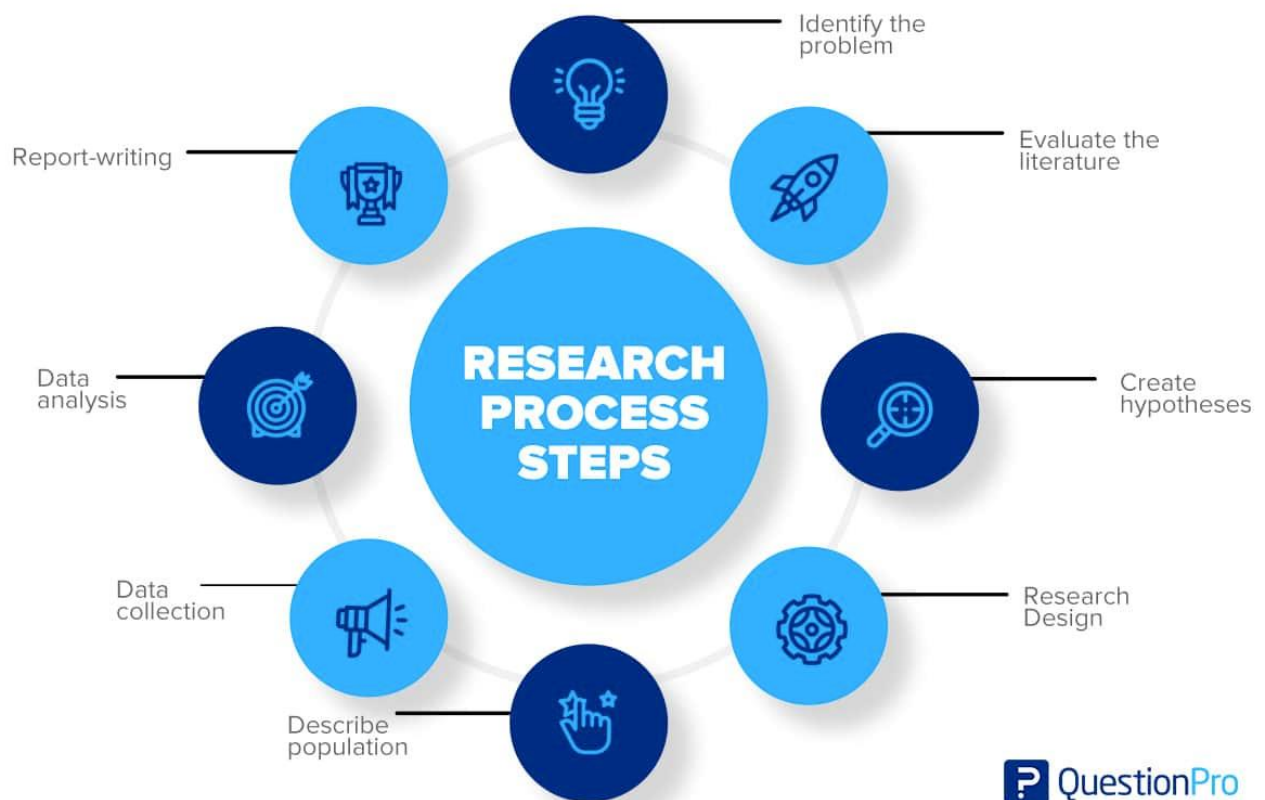 Identify the
problem
Evaluate the
literature
Create
hypotheses
Research
Design
Describe
population
Data
collection
Data
analysis
Report-writing
RESEARCH
PROCESS
STEPS
? QuestionPro